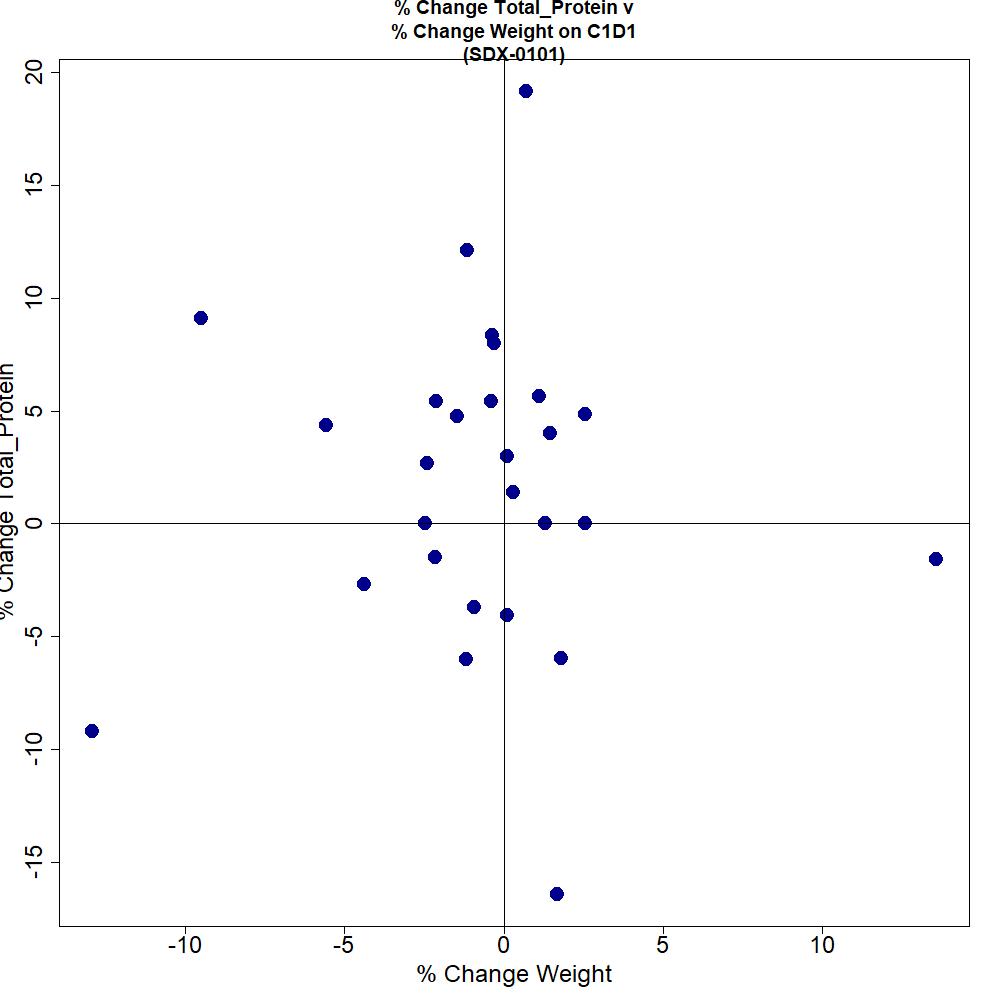 % Change Total_Protein v
% Change Weight on C1D1
(SDX-0101)
20
15
10
5
0
-5
-10
-15
% Change Total_Protein
-10
-5
0
5
10
% Change Weight